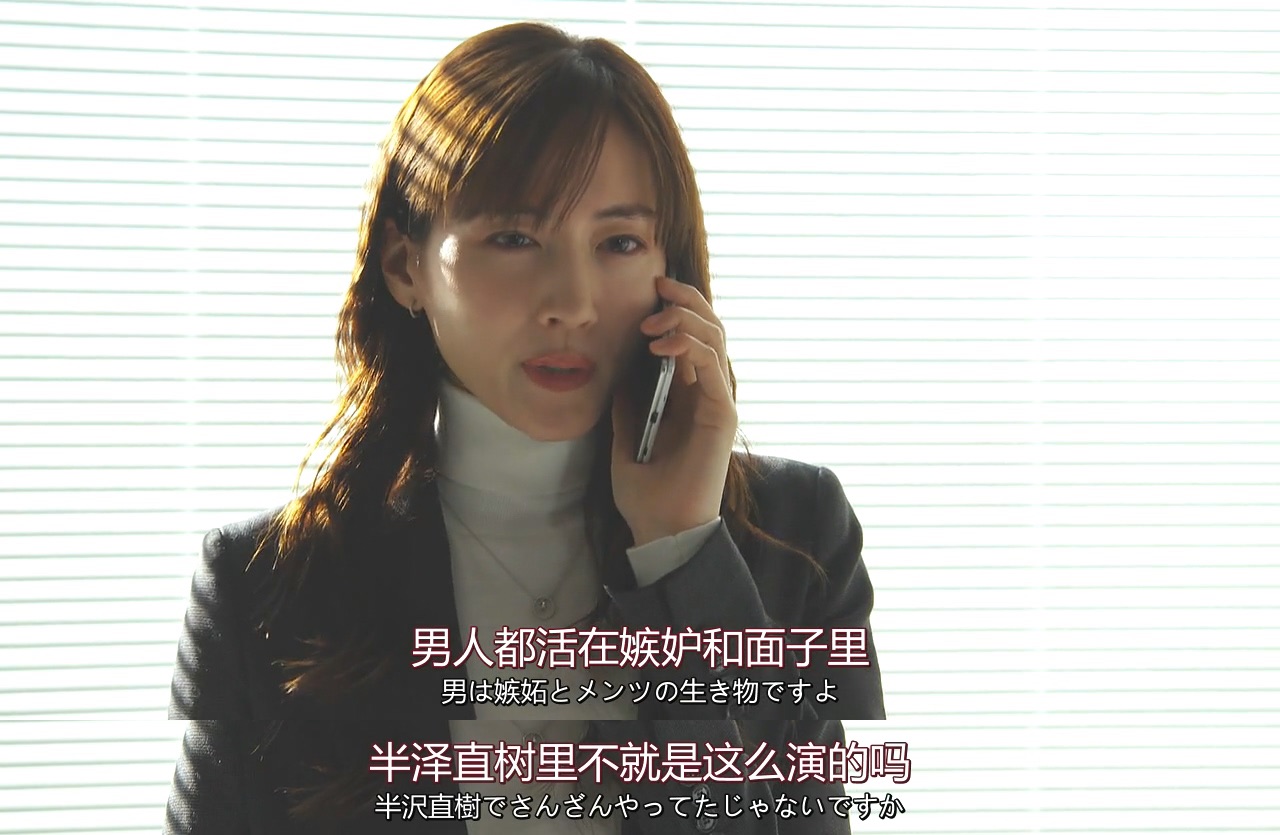 男人都活在嫉妒和面子里
男は嫉妬とメンツの生き物ですよ
半泽直树里不就是这么演的吗
半沢直樹でさんざんやってたじゃないですか